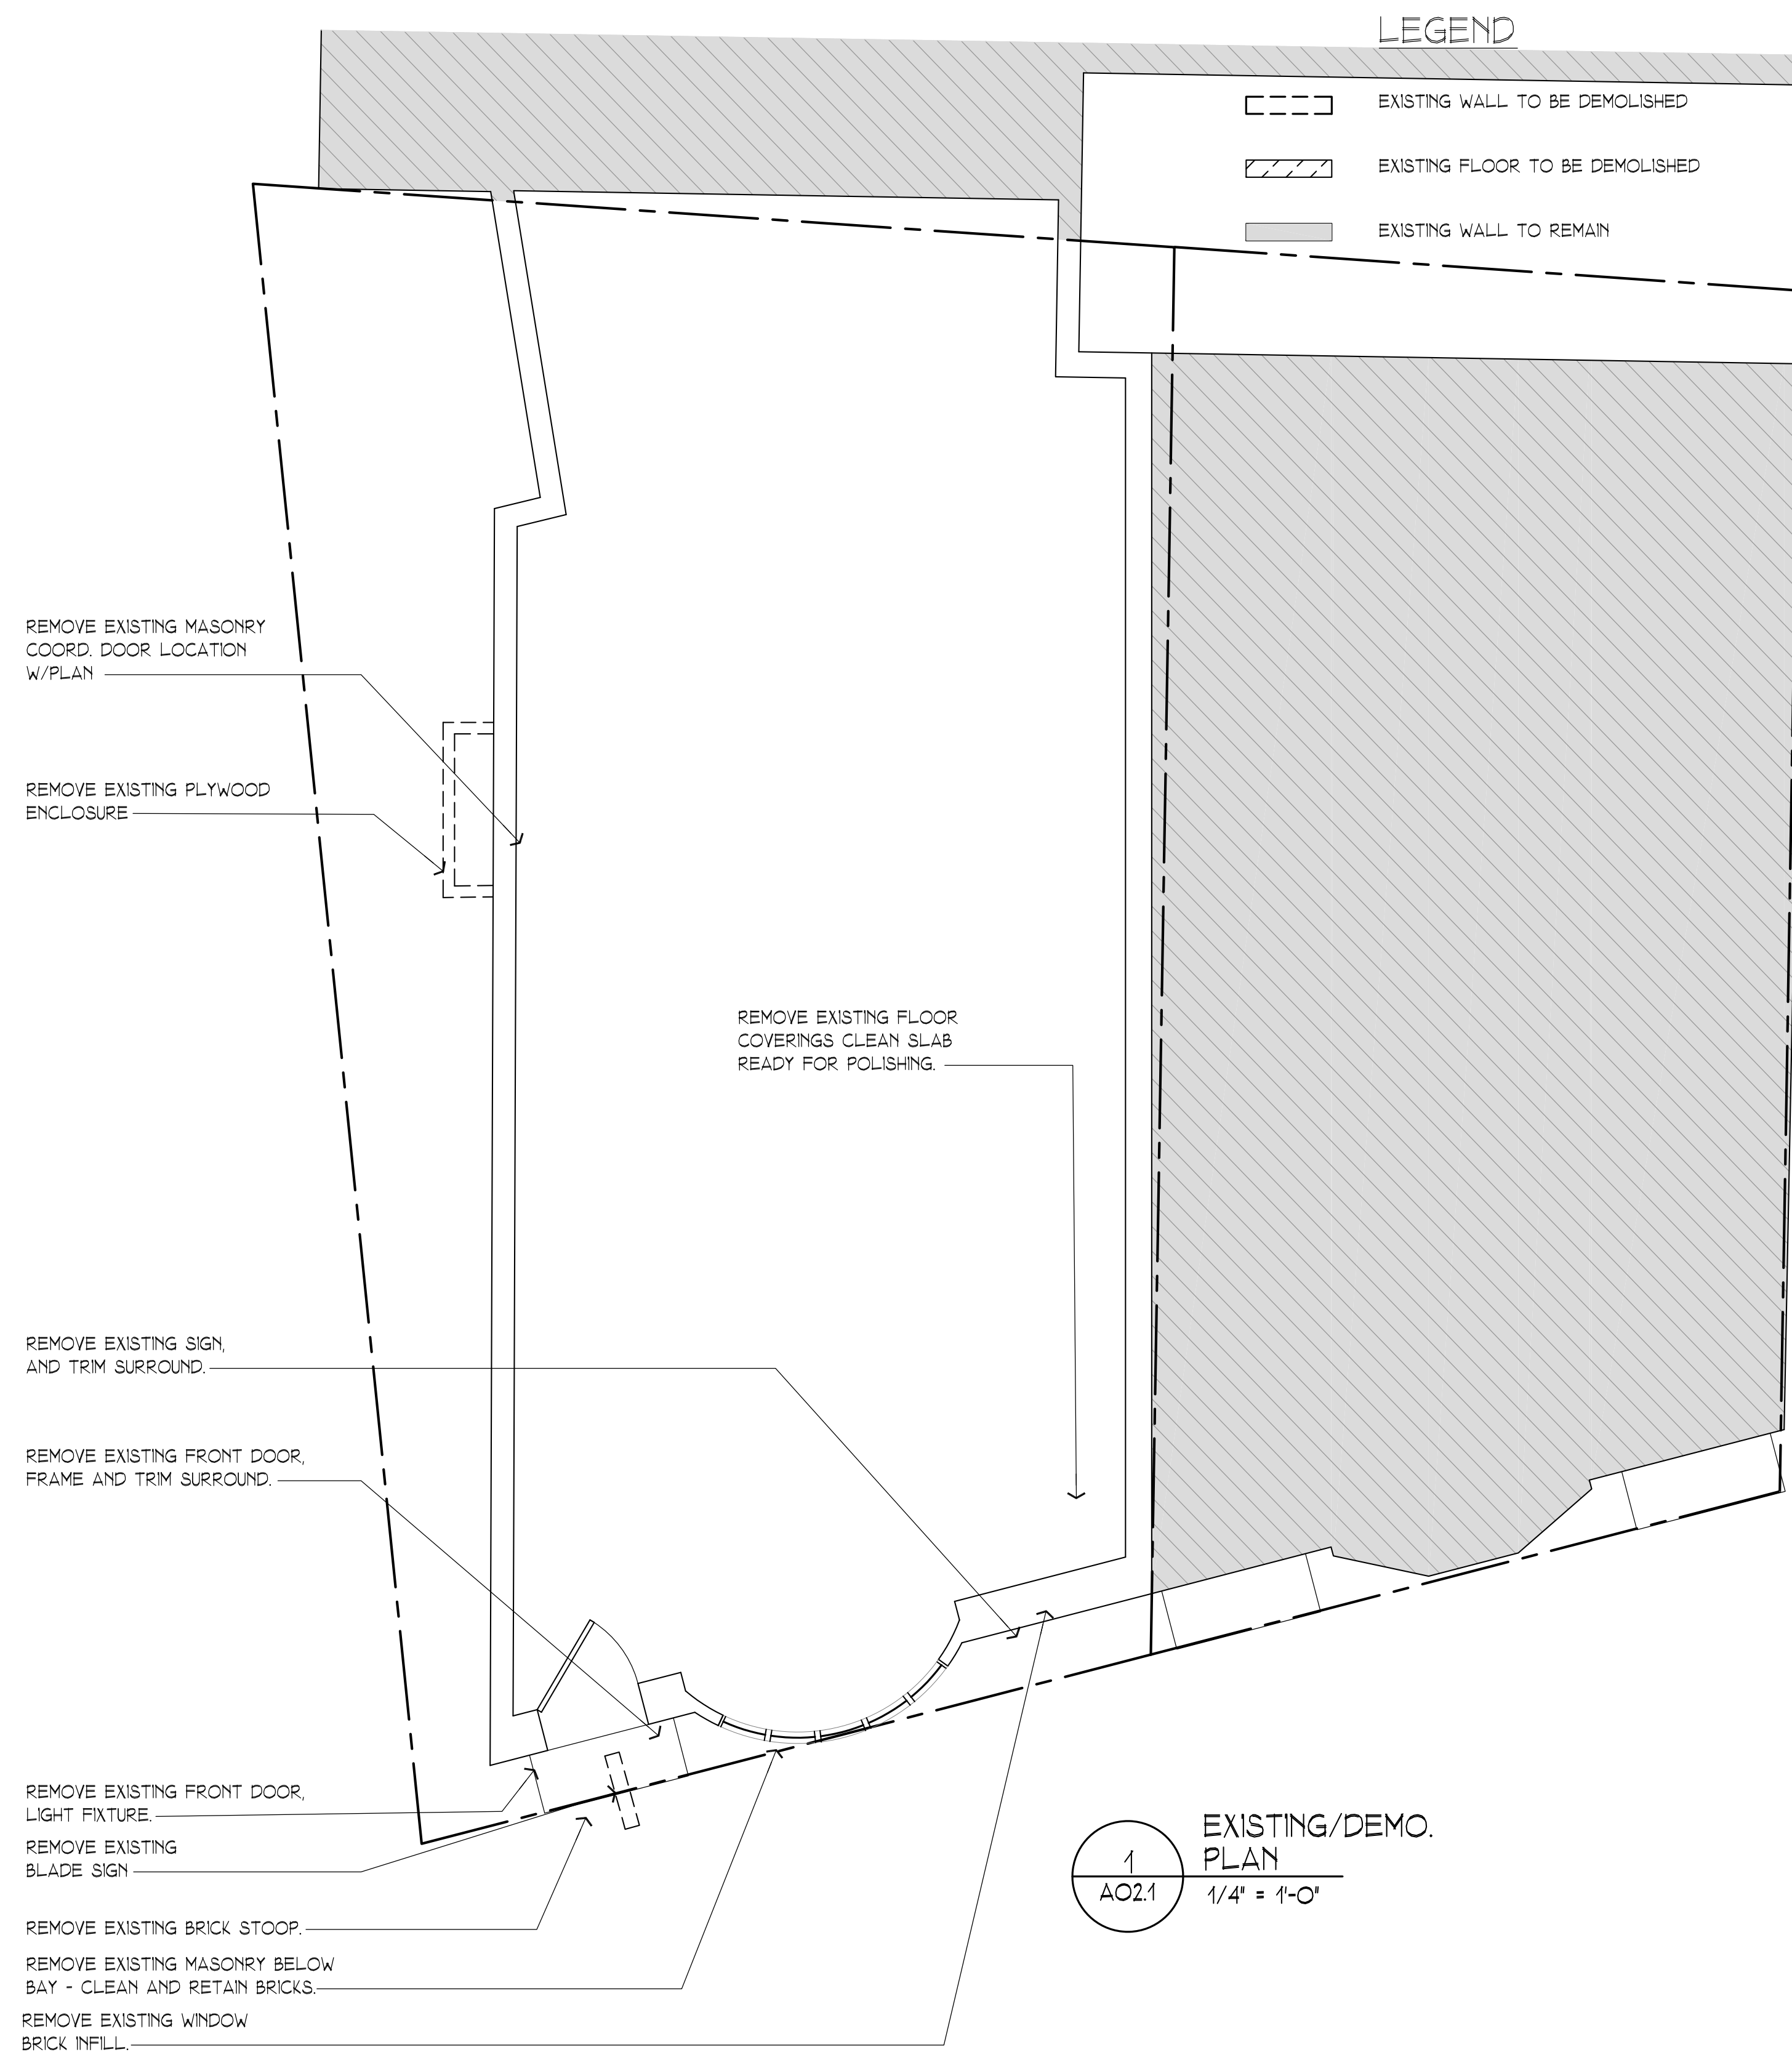 LEGEND
EXISTING WALL TO BE DEMOLISHED
EXISTING FLOOR TO BE DEMOLISHED
EXISTING WALL TO REMAIN
REMOVE EXISTING MASONRY
COORD. DOOR LOCATION
W/PLAN
REMOVE EXISTING PLYWOOD
ENCLOSURE
REMOVE EXISTING FLOOR
COVERINGS CLEAN SLAB
READY FOR POLISHING.
REMOVE EXISTING SIGN,
AND TRIM SURROUND.
REMOVE EXISTING FRONT DOOR,
FRAME AND TRIM SURROUND.
REMOVE EXISTING FRONT DOOR,
LIGHT FIXTURE.
REMOVE EXISTING
BLADE SIGN
REMOVE EXISTING BRICK STOOP.
REMOVE EXISTING MASONRY BELOW
BAY - CLEAN AND RETAIN BRICKS.
REMOVE EXISTING WINDOW
BRICK INFILL.
1
A02.1
EXISTING/DEMO.
PLAN
1/4" = 1'-0"